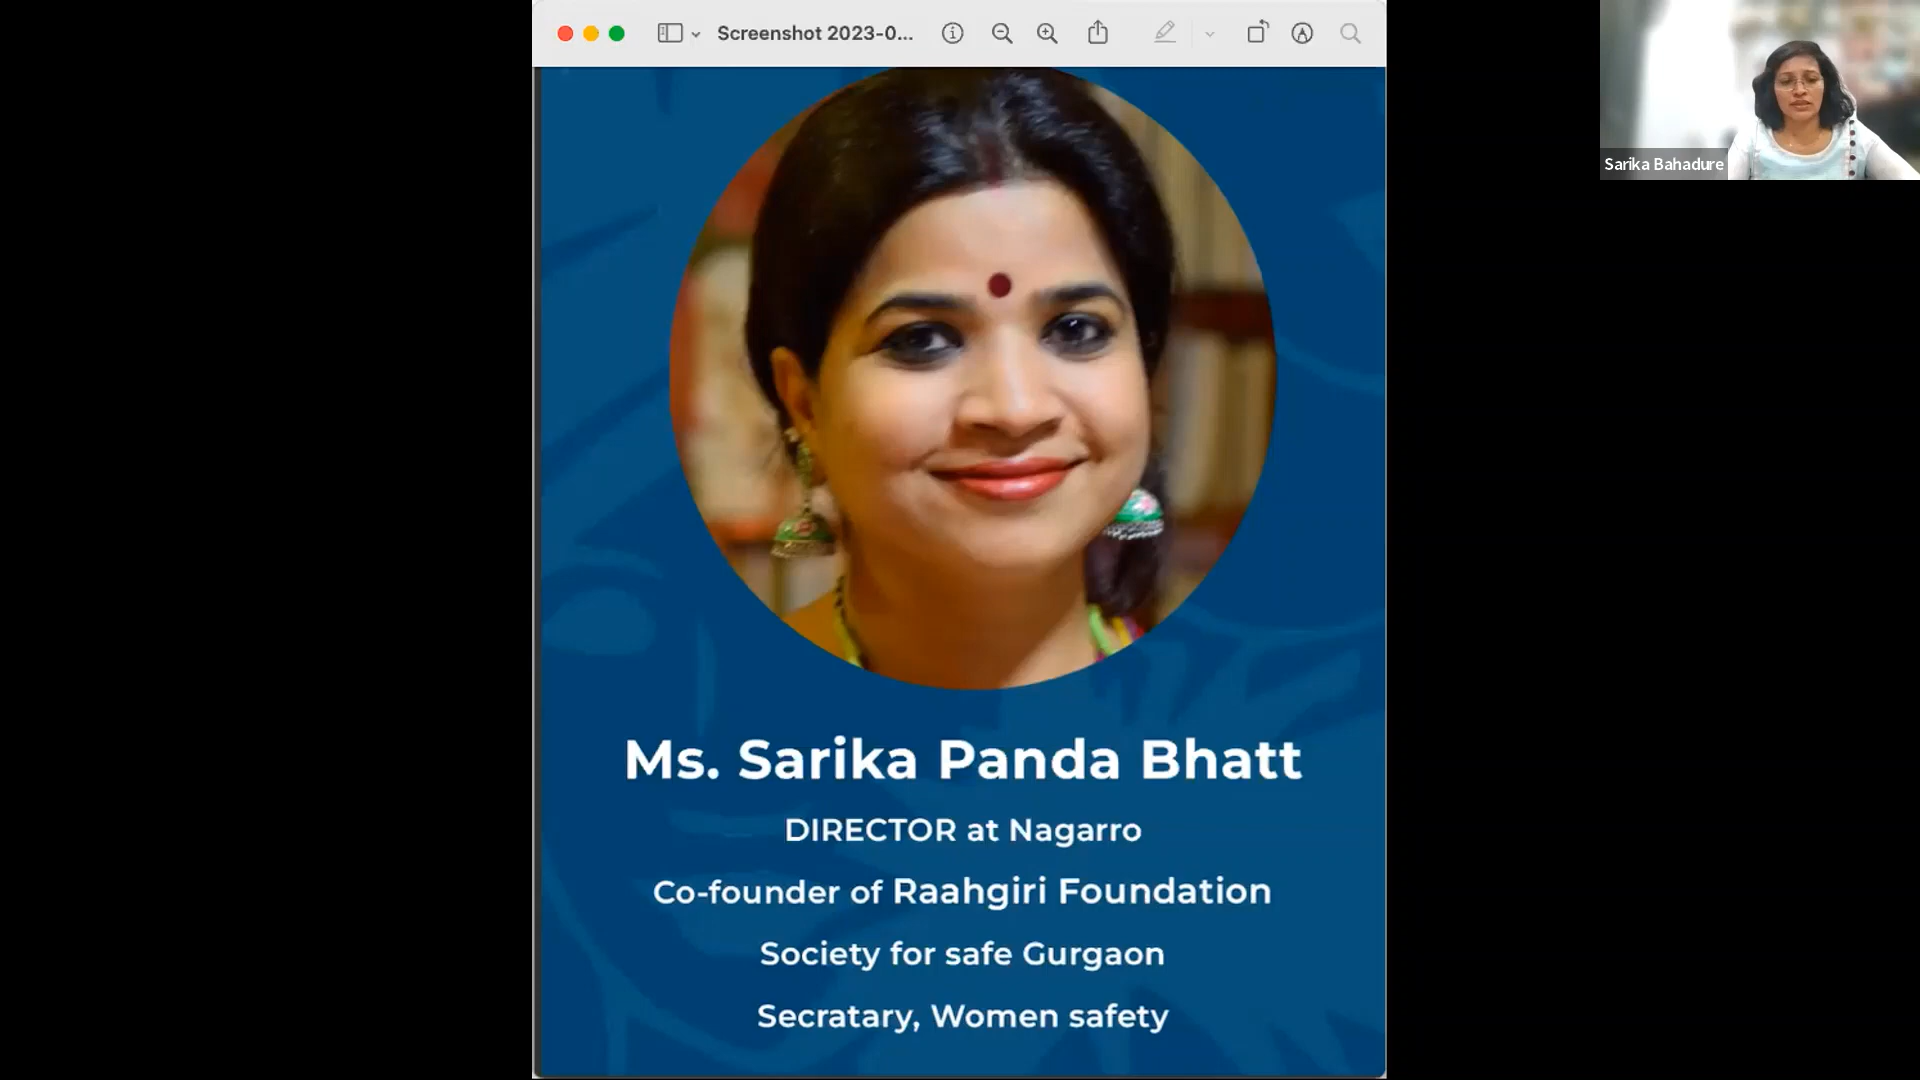 Screenshot 2023-0...
Sarika Bahadure
Ms. Sarika Panda Bhatt
DIRECTOR at Nagarro
Co-founder of Raahgiri Foundation
Society for safe Gurgaon
Secratary, Women safety